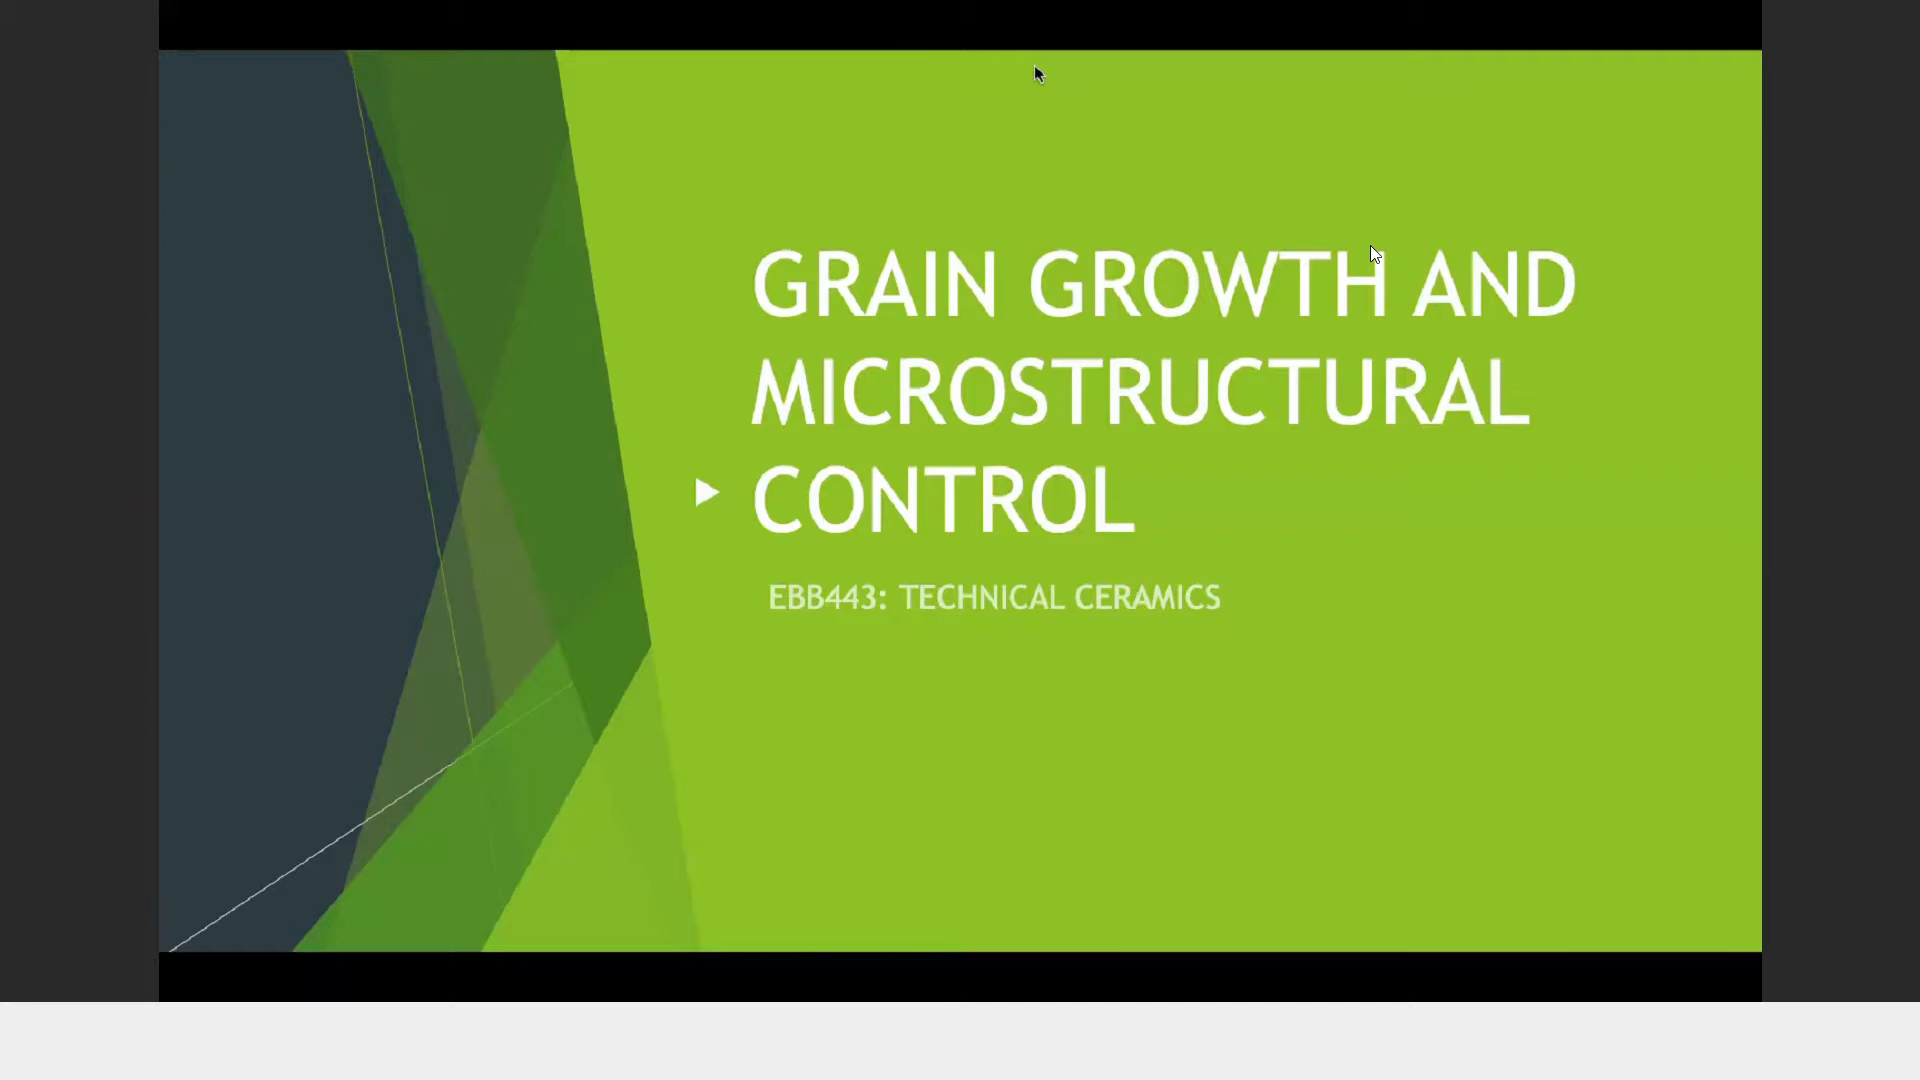 GRAIN GROWTH AND
MICROSTRUCTURAL
CONTROL
EBB443: TECHNICAL CERAMICS